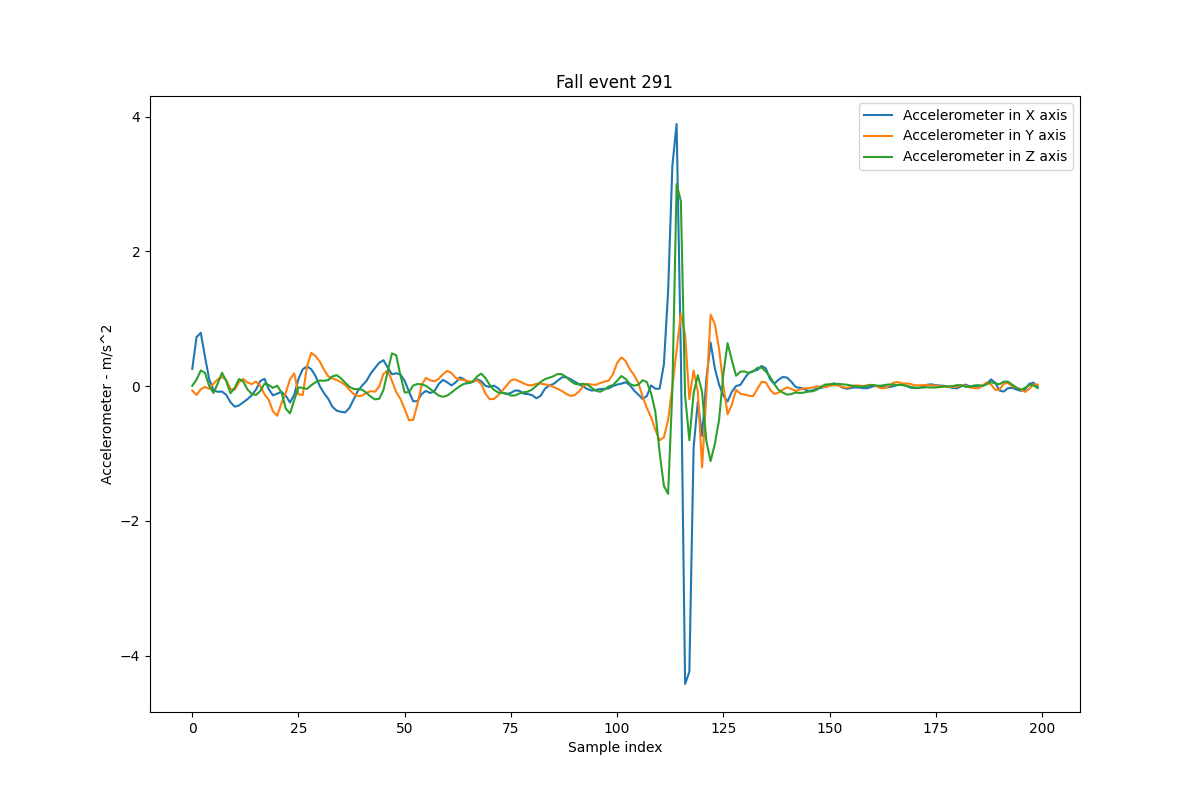 Fall event 291
Accelerometer in X axis
Accelerometer in Y axis
Accelerometer in Z axis
Accelerometer - m/s^2
4
2
0
−2
−4
0 25 50 75 100 125 150 175 200
Sample index